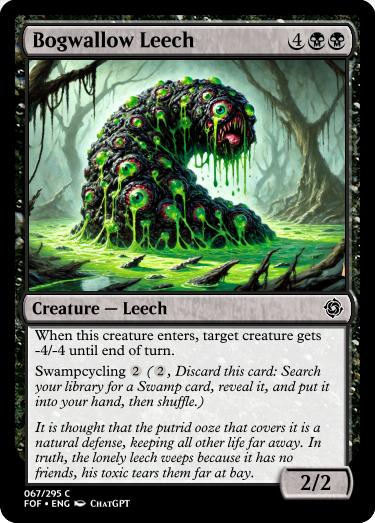 Bogwallow Leech 4
Creature — Leech
When this creature enters, target creature gets
-4/-4 until end of turn.
Swampcycling 2 (2, Discard this card: Search
your library for a Swamp card, reveal it, and put it
into your hand, then shuffle.)
It is thought that the putrid ooze that covers it is a
natural defense, keeping all other life far away. In
truth, the lonely leech weeps because it has no
friends, his toxic tears them far at bay.
2/2
067/295 C
FOF • ENG ChatGPT